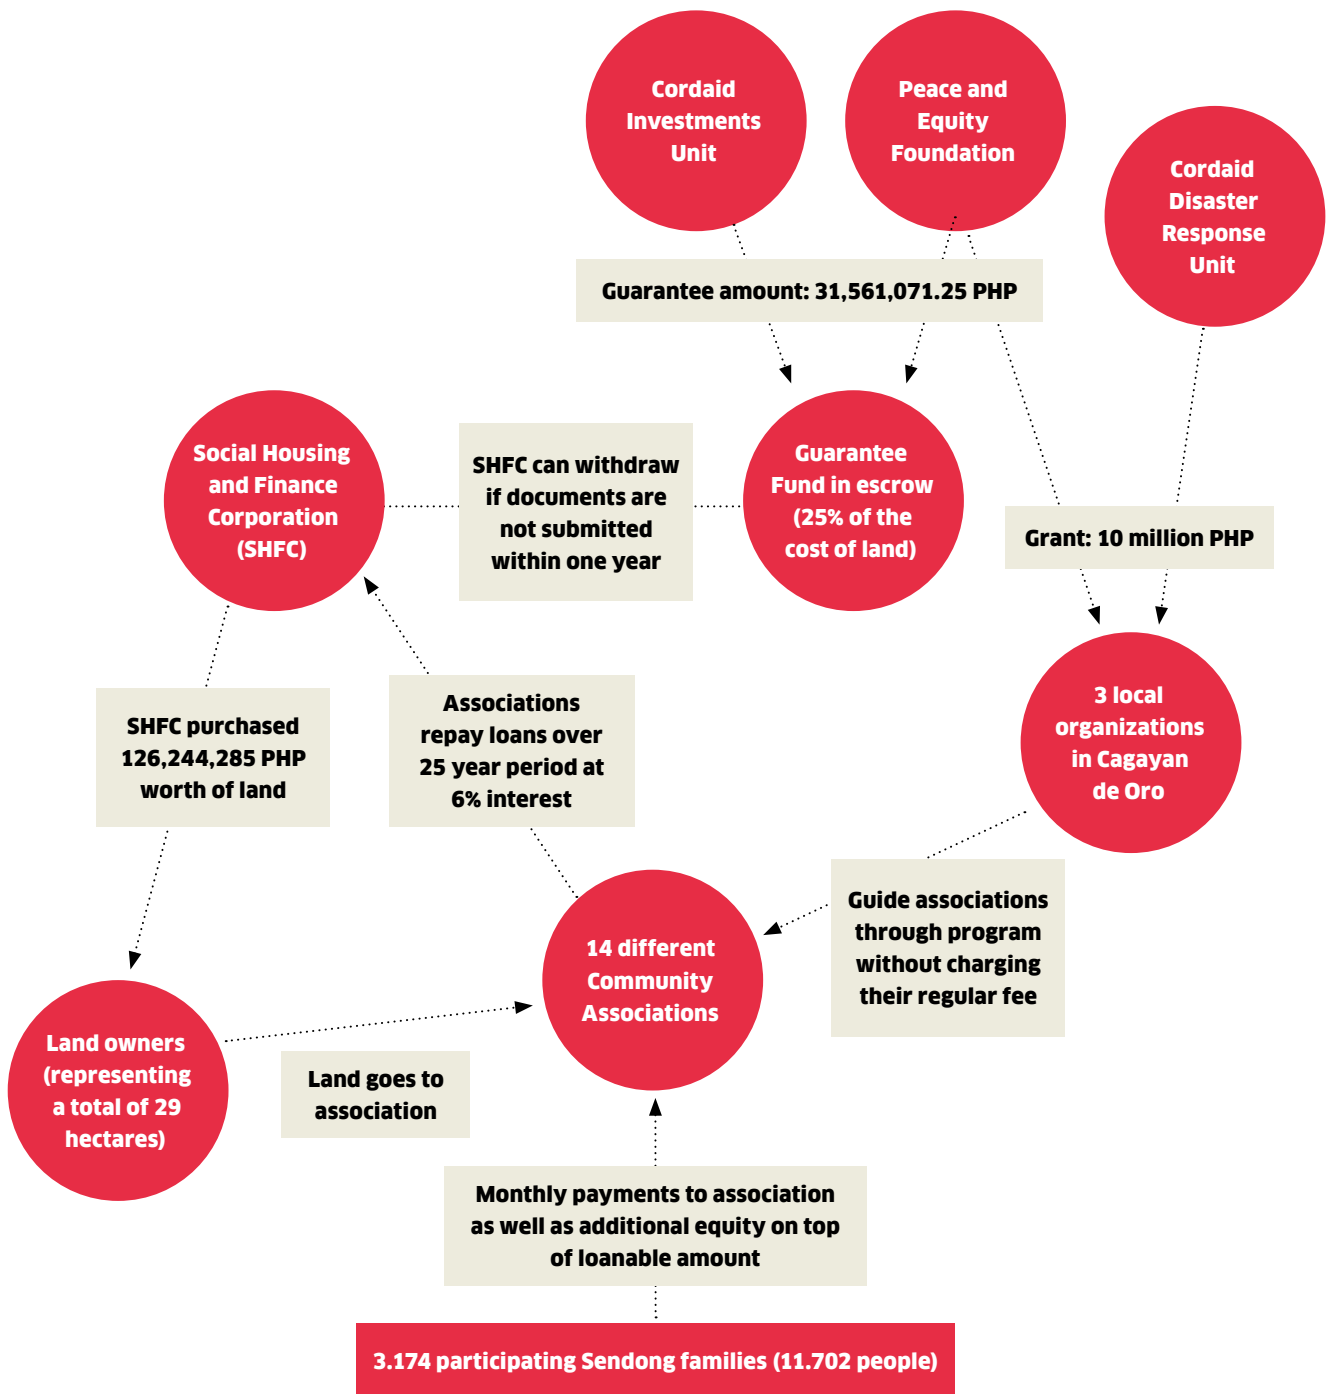 Cordaid
Investments
Unit
Peace and
Equity
Foundation
Cordaid
Disaster
Response
Unit
Guarantee amount: 31,561,071.25 PHP
Social Housing
and Finance
Corporation
(SHFC)
SHFC can withdraw
if documents are
not submitted
within one year
Guarantee
Fund in escrow
(25% of the
cost of land)
Grant: 10 million PHP
SHFC purchased
126,244,285 PHP
worth of land
Associations
repay loans over
25 year period at
6% interest
3 local
organizations
in Cagayan
de Oro
Guide associations
through program
without charging
their regular fee
14 different
Community
Associations
Land owners
(representing
a total of 29
hectares)
Land goes to
association
Monthly payments to association
as well as additional equity on top
of loanable amount
3.174 participating Sendong families (11.702 people)